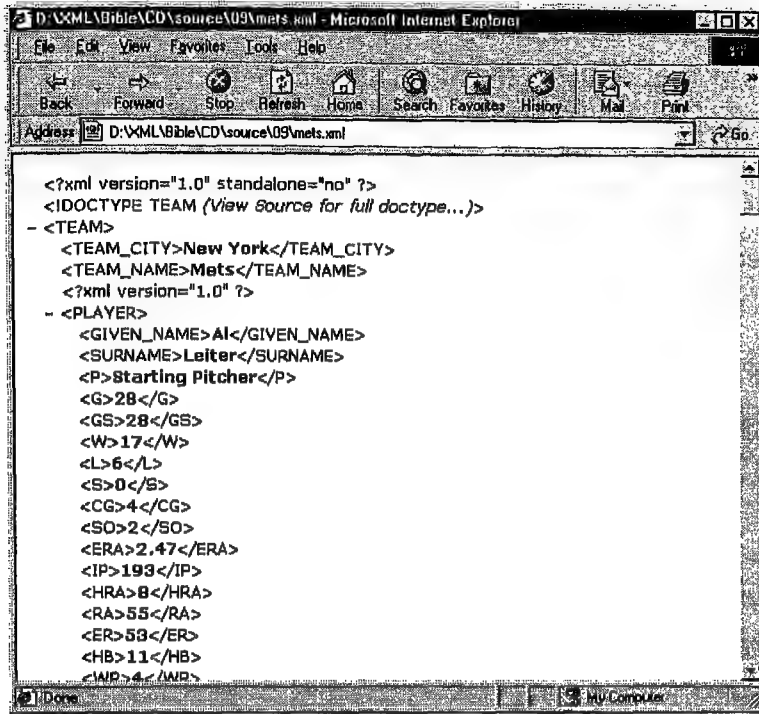 D:\XML\Bible\CD\source\09\mets.xml - Microsoft Internet Explorer
File Edit View Favorites Tools Help
Back Forward Stop Refresh Home Search Favorites History Mail Print
Address D:\XML\Bible\CD\source\09\mets.xml Go
<?xml version="1.0" standalone="no" ?>
<!DOCTYPE TEAM (View Source for full doctype...)>
- <TEAM>
<TEAM_CITY>New York</TEAM_CITY>
<TEAM_NAME>Mets</TEAM_NAME>
<?xml version="1.0" ?>
- <PLAYER>
<GIVEN_NAME>Al</GIVEN_NAME>
<SURNAME>Leiter</SURNAME>
<P>Starting Pitcher</P>
<G>28</G>
<GS>28</GS>
<W>17</W>
<L>6</L>
<S>0</S>
<CG>4</CG>
<SO>2</SO>
<ERA>2.47</ERA>
<IP>193</IP>
<HRA>8</HRA>
<RA>55</RA>
<ER>53</ER>
<HB>11</HB>
<WP>4</WP>
Done My Computer